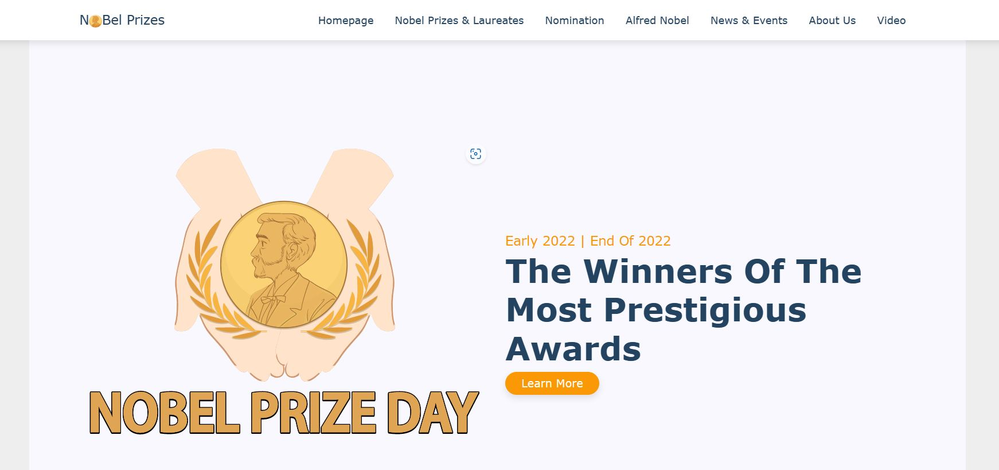 NoBel Prizes
Homepage Nobel Prizes & Laureates Nomination Alfred Nobel News & Events About Us Video
NOBEL PRIZE DAY
Early 2022 | End Of 2022
The Winners Of The
Most Prestigious
Awards
Learn More